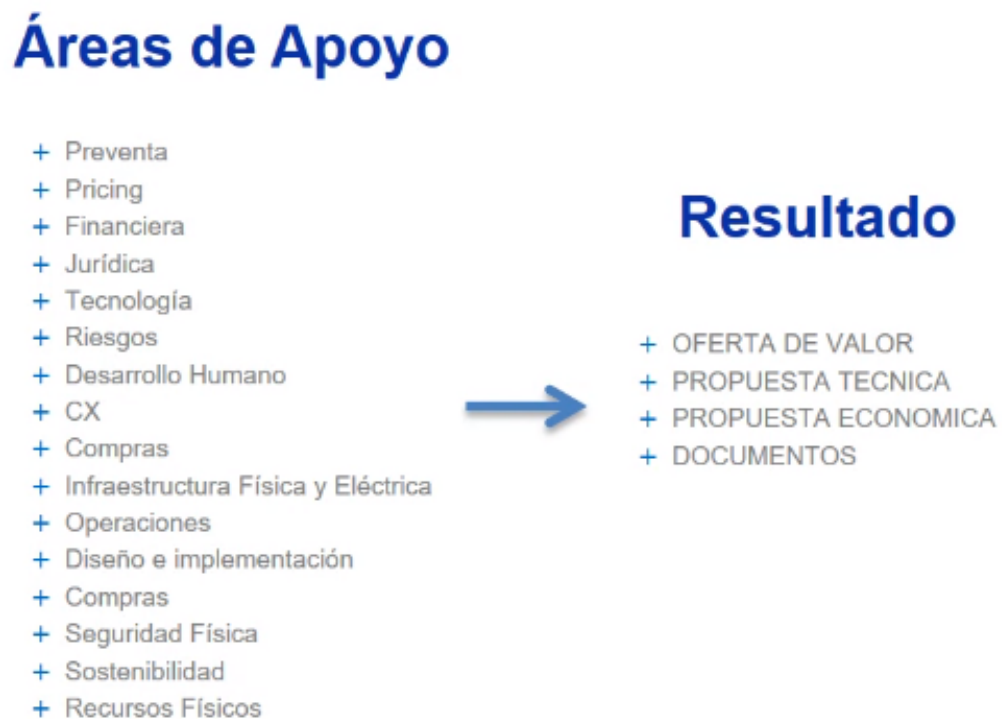 Áreas de Apoyo
+ Preventa
+ Pricing
+ Financiera
+ Jurídica
+ Tecnología
+ Riesgos
+ Desarrollo Humano
+ CX
+ Compras
+ Infraestructura Física y Eléctrica
+ Operaciones
+ Diseño e implementación
+ Compras
+ Seguridad Física
+ Sostenibilidad
+ Recursos Físicos
Resultado
+ OFERTA DE VALOR
+ PROPUESTA TECNICA
+ PROPUESTA ECONOMICA
+ DOCUMENTOS